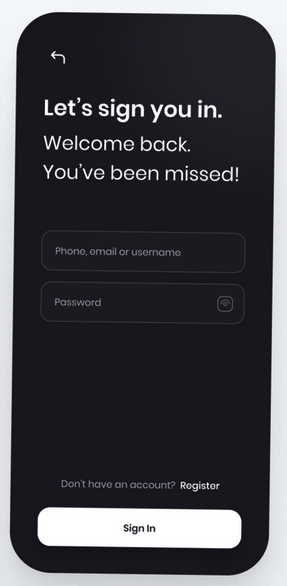 Let's sign you in.
Welcome back.
You've been missed!
Phone, email or username
Password
Don't have an account? Register
Sign In